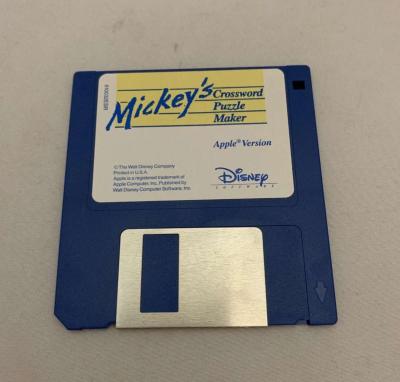 Mickey's Crossword
Puzzle
Maker
Apple® Version
© The Walt Disney Company
Printed in U.S.A.
Apple is a registered trademark of
Apple Computer, Inc. Published by
Walt Disney Computer Software, Inc.
Disney
SOFTWARE